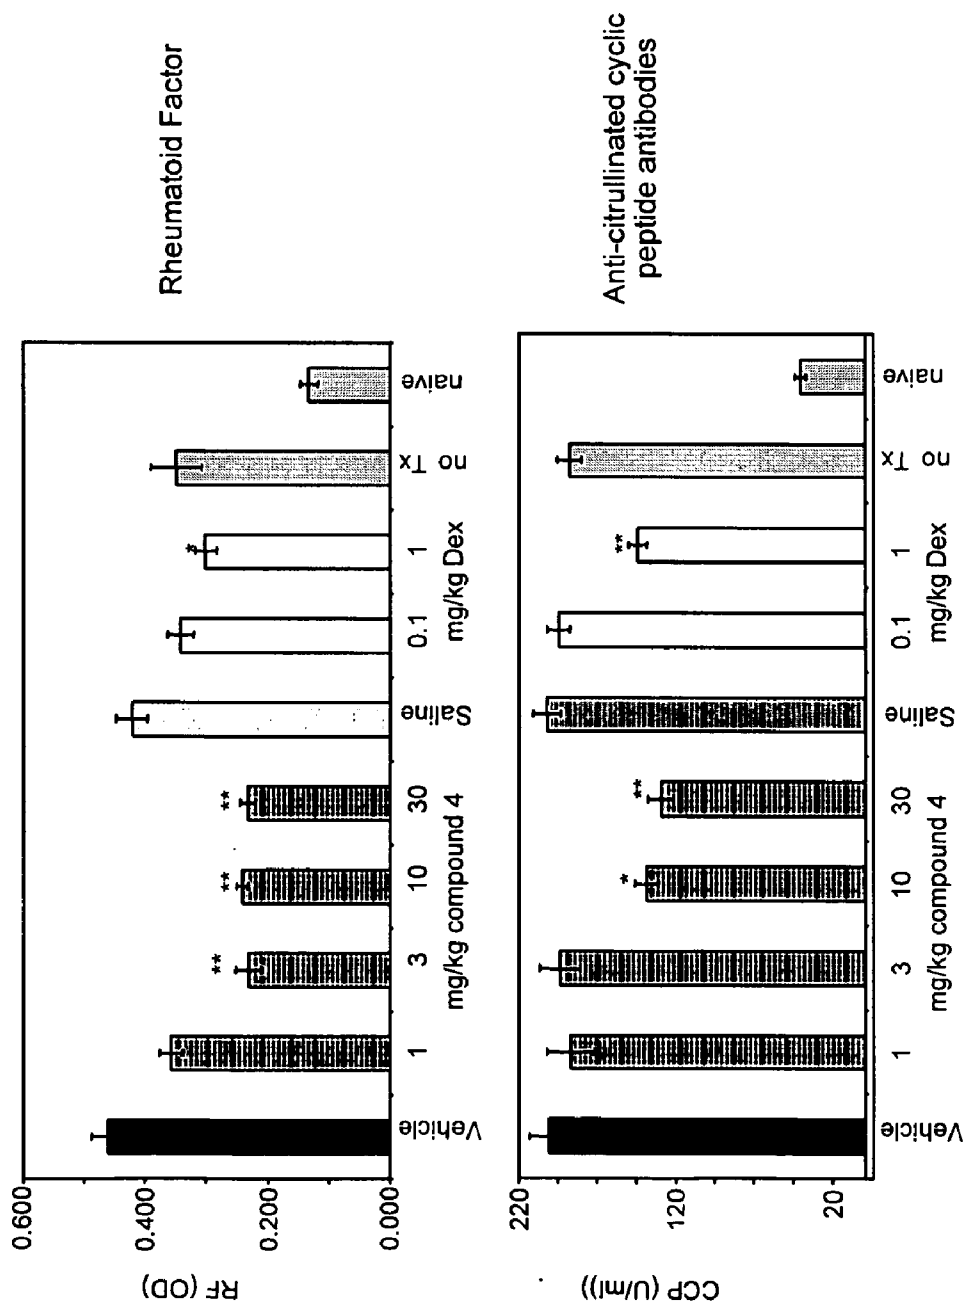 Rheumatoid Factor
RF (OD)
0.600
0.400
0.200
0.000
** ** ** *
Vehicle 1 3 10 30 Saline 0.1 1 no Tx naive
mg/kg compound 4 mg/kg Dex
Anti-citrullinated cyclic
peptide antibodies
CCP (U/ml))
220
120
20
* ** **
Vehicle 1 3 10 30 Saline 0.1 1 no Tx naive
mg/kg compound 4 mg/kg Dex